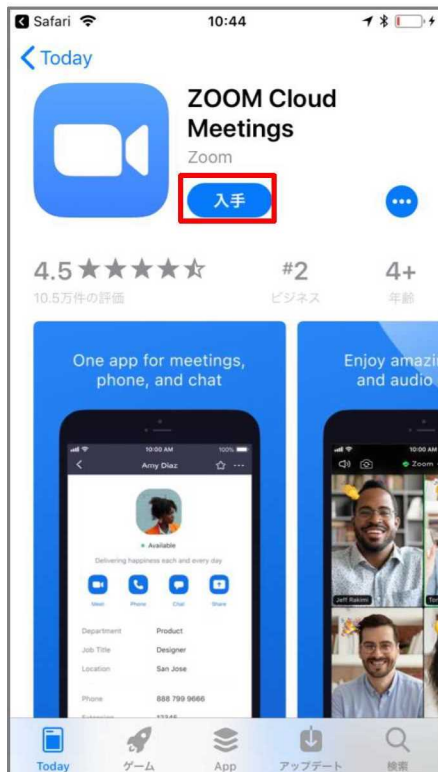 Safari
10:44
Today
ZOOM Cloud
Meetings
Zoom
入手
4.5
#2
4+
10.5万件の評価
ビジネス
年齢
One app for meetings,
phone, and chat
Enjoy amazi
and audio
10:00 AM
100%
Amy Diaz
Available
Delivering happiness each and every day
Meet
Phone
Chat
Share
Department
Product
Job Title
Designer
Location
San Jose
Phone
888 799 9666
Extension
12345
10:00 AM
Zoom
Jeff Rakimi
Tor
Today
ゲーム
App
アップデート
検索